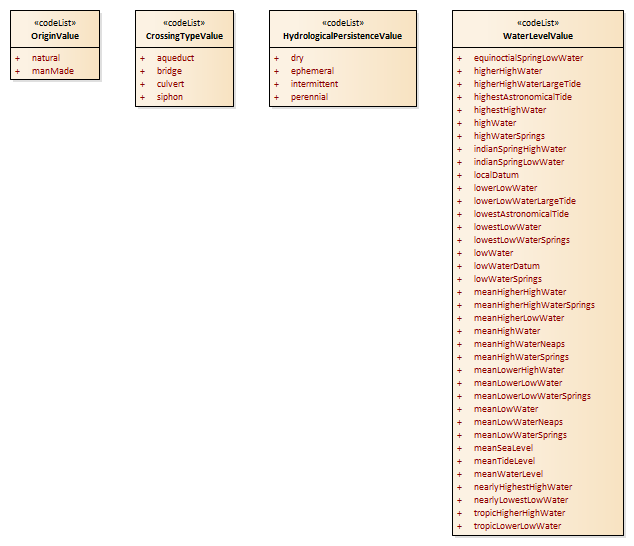 «codeList»
OriginValue
+ natural
+ manMade
«codeList»
CrossingTypeValue
+ aqueduct
+ bridge
+ culvert
+ siphon
«codeList»
HydrologicalPersistenceValue
+ dry
+ ephemeral
+ intermittent
+ perennial
«codeList»
WaterLevelValue
+ equinoctialSpringLowWater
+ higherHighWater
+ higherHighWaterLargeTide
+ highestAstronomicalTide
+ highestHighWater
+ highWater
+ highWaterSprings
+ indianSpringHighWater
+ indianSpringLowWater
+ localDatum
+ lowerLowWater
+ lowerLowWaterLargeTide
+ lowestAstronomicalTide
+ lowestLowWater
+ lowestLowWaterSprings
+ lowWater
+ lowWaterDatum
+ lowWaterSprings
+ meanHigherHighWater
+ meanHigherHighWaterSprings
+ meanHigherLowWater
+ meanHighWater
+ meanHighWaterNeaps
+ meanHighWaterSprings
+ meanLowerHighWater
+ meanLowerLowWater
+ meanLowerLowWaterSprings
+ meanLowWater
+ meanLowWaterNeaps
+ meanLowWaterSprings
+ meanSeaLevel
+ meanTideLevel
+ meanWaterLevel
+ nearlyHighestHighWater
+ nearlyLowestLowWater
+ tropicHigherHighWater
+ tropicLowerLowWater